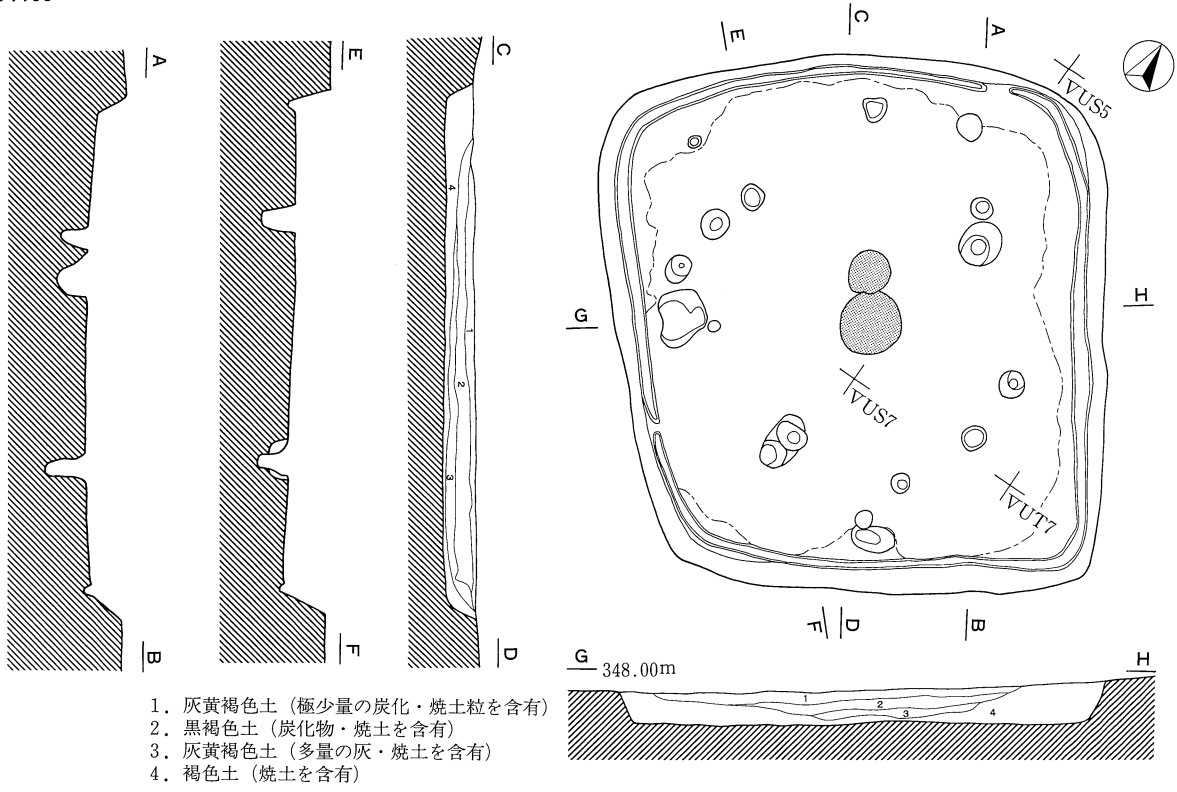 E
C
A
VUS5
A
E
C
G
H
VUS7
VUT7
4
1
2
3
F
D
B
B
F
D
G 348.00m H
1
2
3
4
1. 灰黄褐色土（極少量の炭化・焼土粒を含有）
2. 黒褐色土（炭化物・焼土を含有）
3. 灰黄褐色土（多量の灰・焼土を含有）
4. 褐色土（焼土を含有）